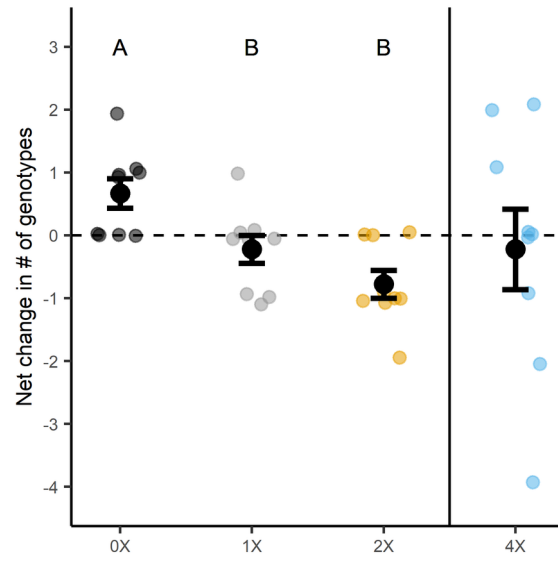 Net change in # of genotypes
3
2
1
0
-1
-2
-3
-4
A
B
B
0X
1X
2X
4X